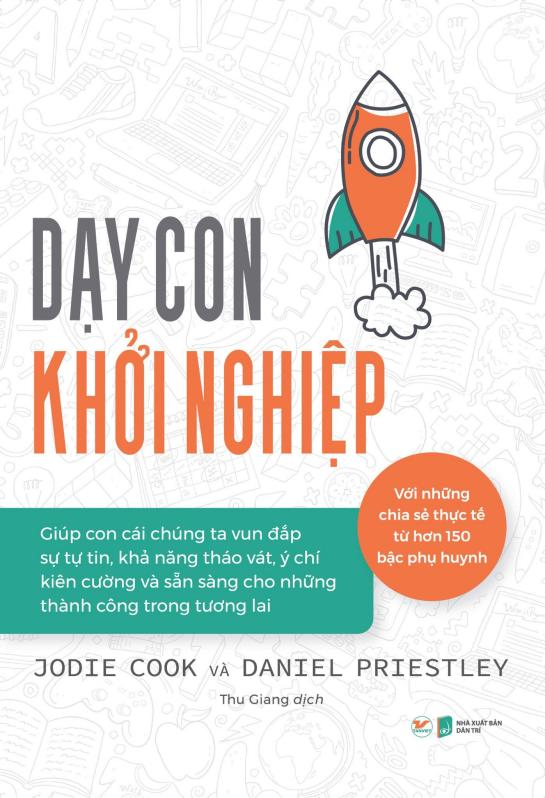 DẠY CON
KHỞI NGHIỆP
Với những
chia sẻ thực tế
từ hơn 150
bậc phụ huynh
Giúp con cái chúng ta vun đắp
sự tự tin, khả năng tháo vát, ý chí
kiên cường và sẵn sàng cho những
thành công trong tương lai
JODIE COOK VÀ DANIEL PRIESTLEY
Thu Giang dịch
TANVIET
NHÀ XUẤT BẢN
DÂN TRÍ
2